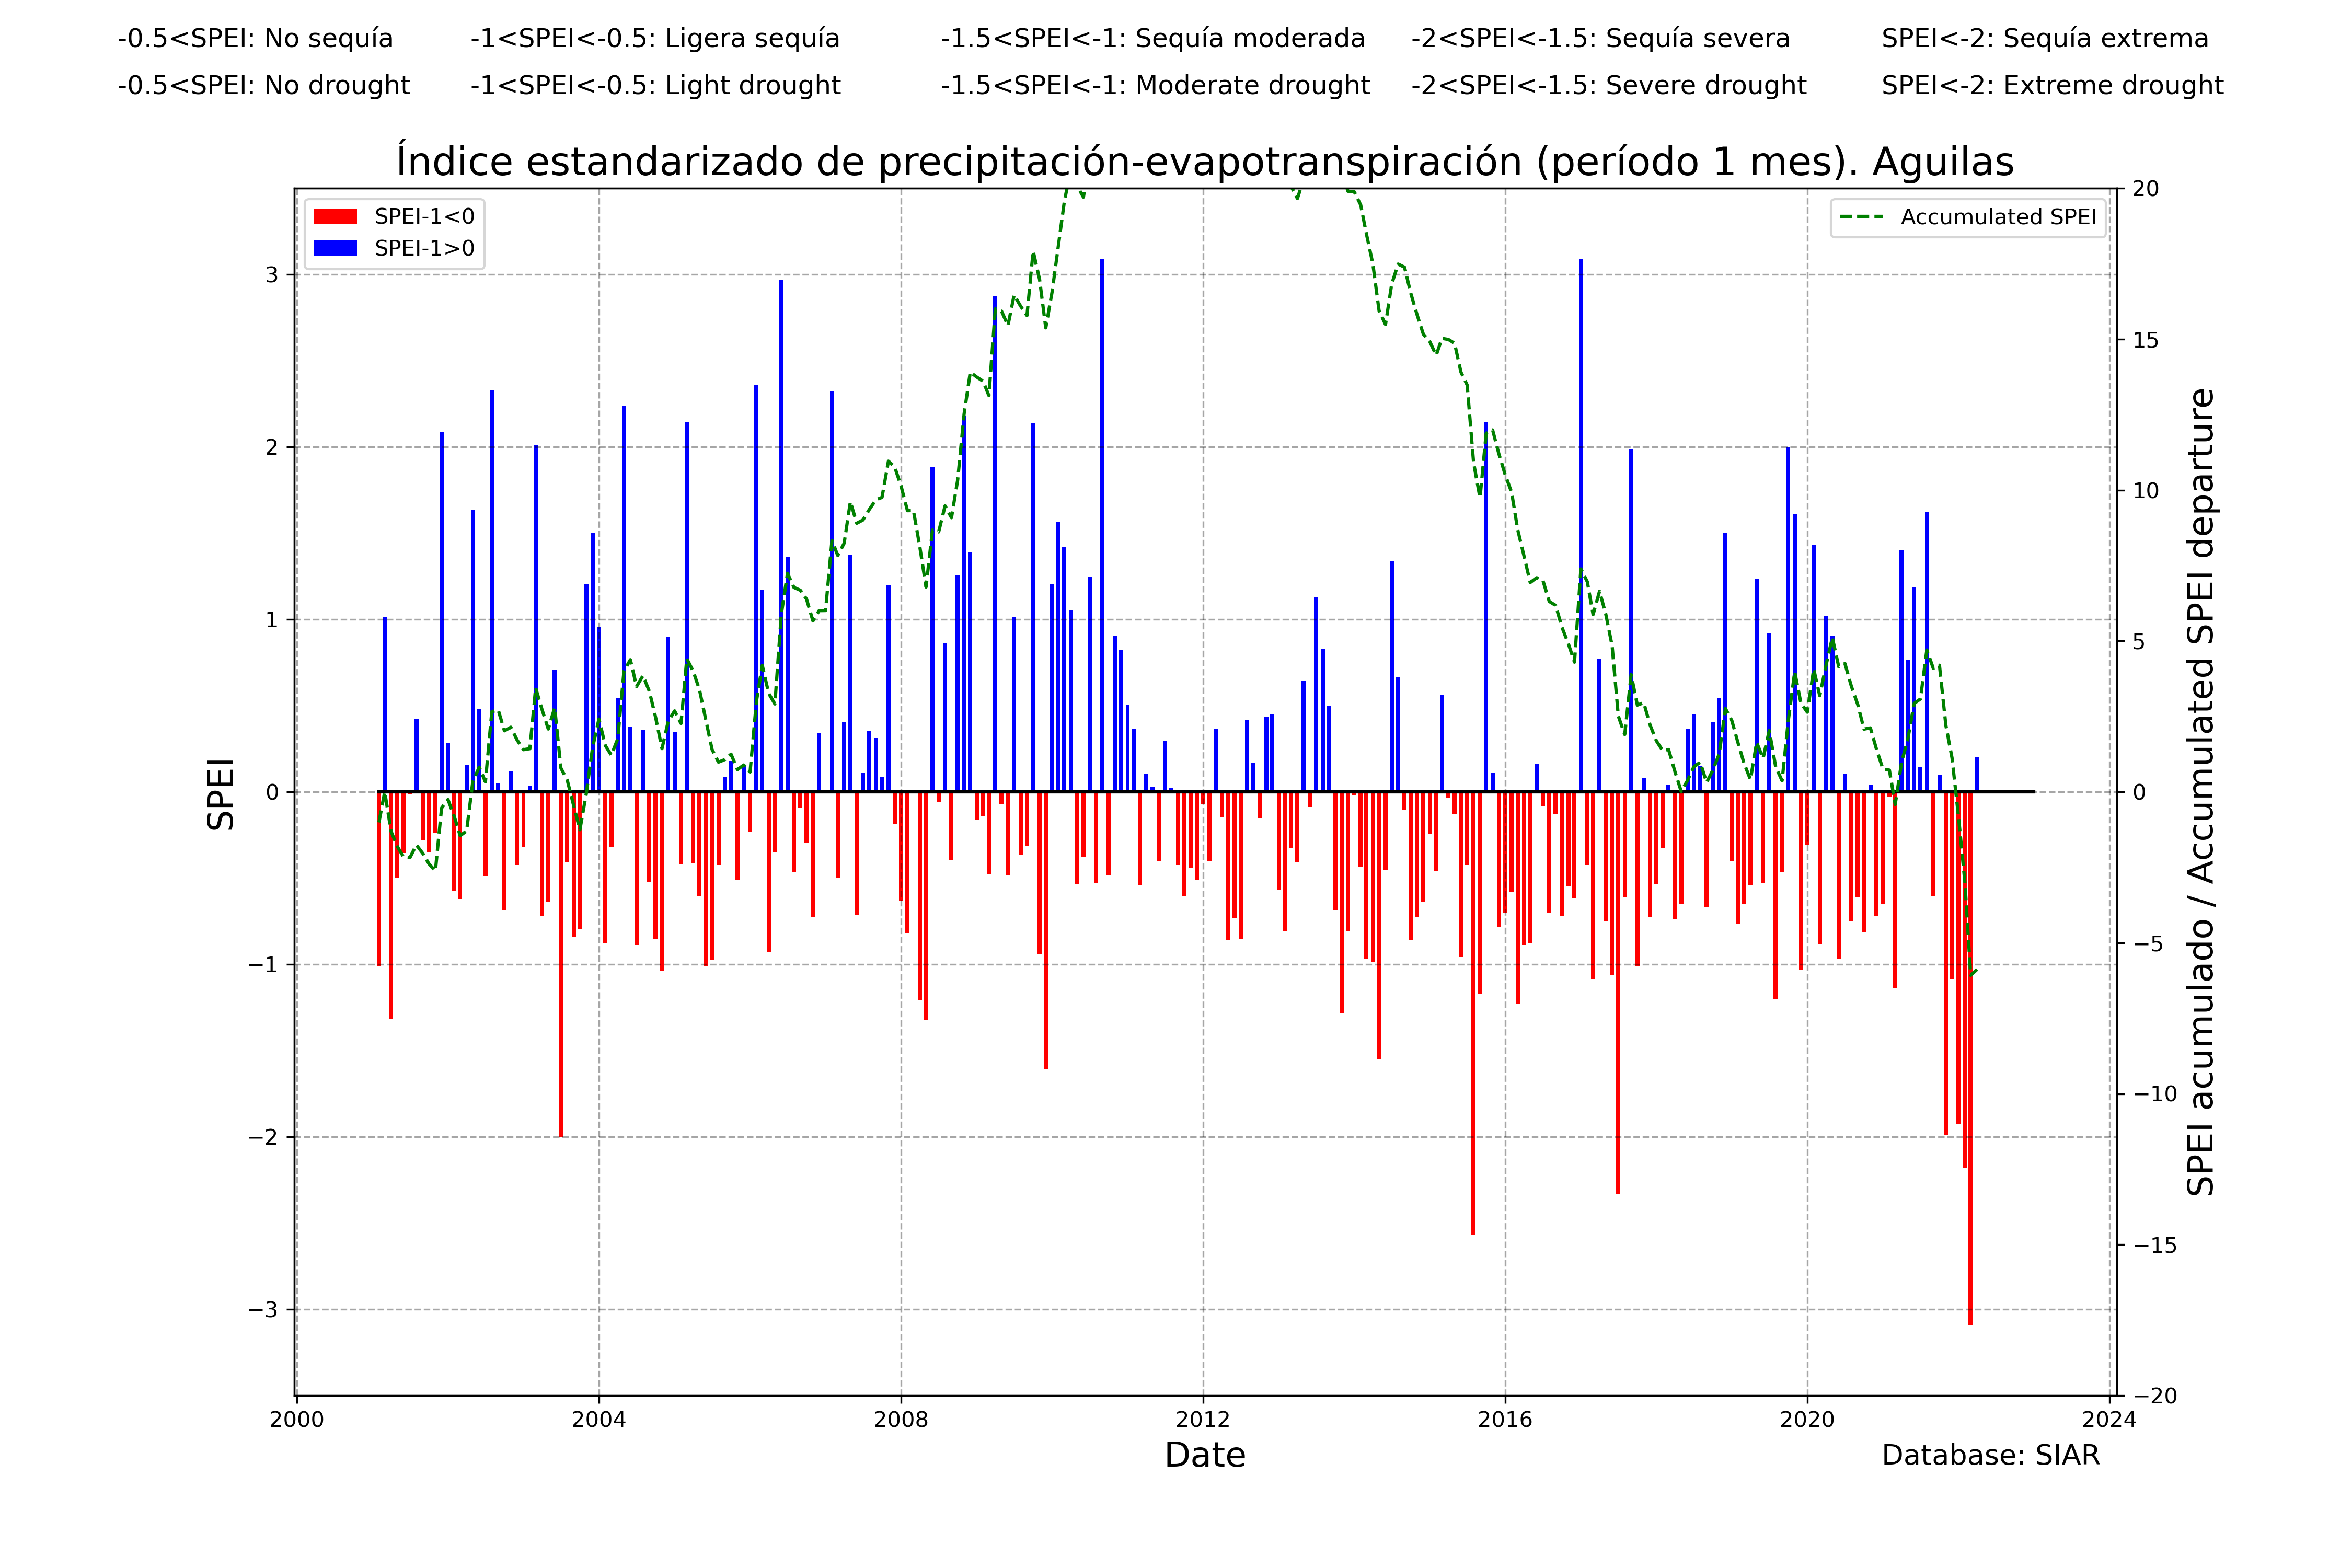 -0.5<SPEI: No sequía -1<SPEI<-0.5: Ligera sequía -1.5<SPEI<-1: Sequía moderada -2<SPEI<-1.5: Sequía severa SPEI<-2: Sequía extrema
-0.5<SPEI: No drought -1<SPEI<-0.5: Light drought -1.5<SPEI<-1: Moderate drought -2<SPEI<-1.5: Severe drought SPEI<-2: Extreme drought
Índice estandarizado de precipitación-evapotranspiración (período 1 mes). Aguilas
SPEI-1<0
SPEI-1>0
Accumulated SPEI
SPEI
3
2
1
0
−1
−2
−3
20
15
10
5
0
−5
−10
−15
−20
SPEI acumulado / Accumulated SPEI departure
2000 2004 2008 2012 2016 2020 2024
Date
Database: SIAR